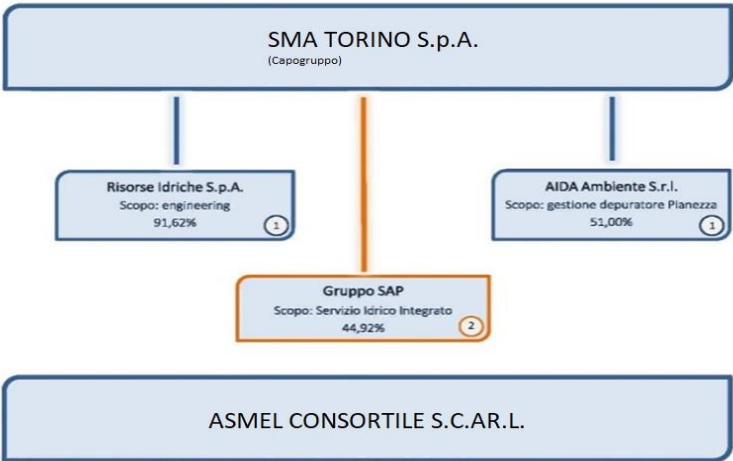 SMA TORINO S.p.A.
(Capogruppo)
Risorse Idriche S.p.A.
Scopo: engineering
91,62%
1
AIDA Ambiente S.r.l.
Scopo: gestione depuratore Pianezza
51,00%
1
Gruppo SAP
Scopo: Servizio Idrico Integrato
44,92%
2
ASMEL CONSORTILE S.C.AR.L.